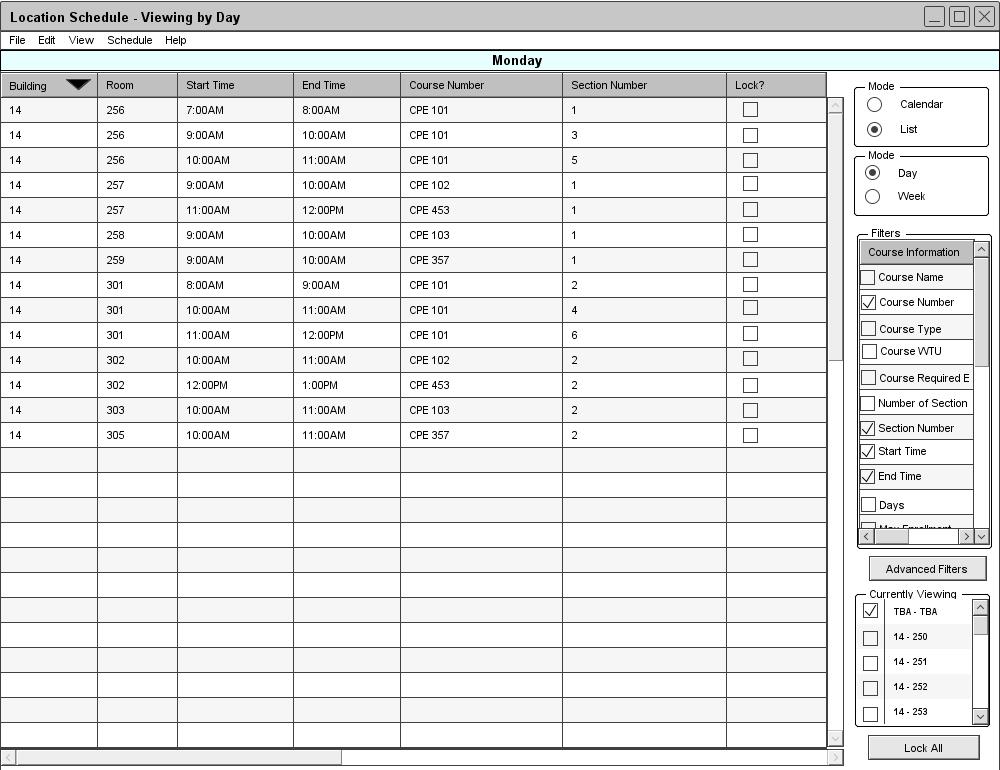 Location Schedule - Viewing by Day
File Edit View Schedule Help
Monday
Building Room Start Time End Time Course Number Section Number Lock?
14 256 7:00AM 8:00AM CPE 101 1
14 256 9:00AM 10:00AM CPE 101 3
14 256 10:00AM 11:00AM CPE 101 5
14 257 9:00AM 10:00AM CPE 102 1
14 257 11:00AM 12:00PM CPE 453 1
14 258 9:00AM 10:00AM CPE 103 1
14 259 9:00AM 10:00AM CPE 357 1
14 301 8:00AM 9:00AM CPE 101 2
14 301 10:00AM 11:00AM CPE 101 4
14 301 11:00AM 12:00PM CPE 101 6
14 302 10:00AM 11:00AM CPE 102 2
14 302 12:00PM 1:00PM CPE 453 2
14 303 10:00AM 11:00AM CPE 103 2
14 305 10:00AM 11:00AM CPE 357 2
Mode
Calendar
List
Mode
Day
Week
Filters
Course Information
Course Name
Course Number
Course Type
Course WTU
Course Required E
Number of Section
Section Number
Start Time
End Time
Days
Max Enrollment
Advanced Filters
Currently Viewing
TBA - TBA
14 - 250
14 - 251
14 - 252
14 - 253
Lock All